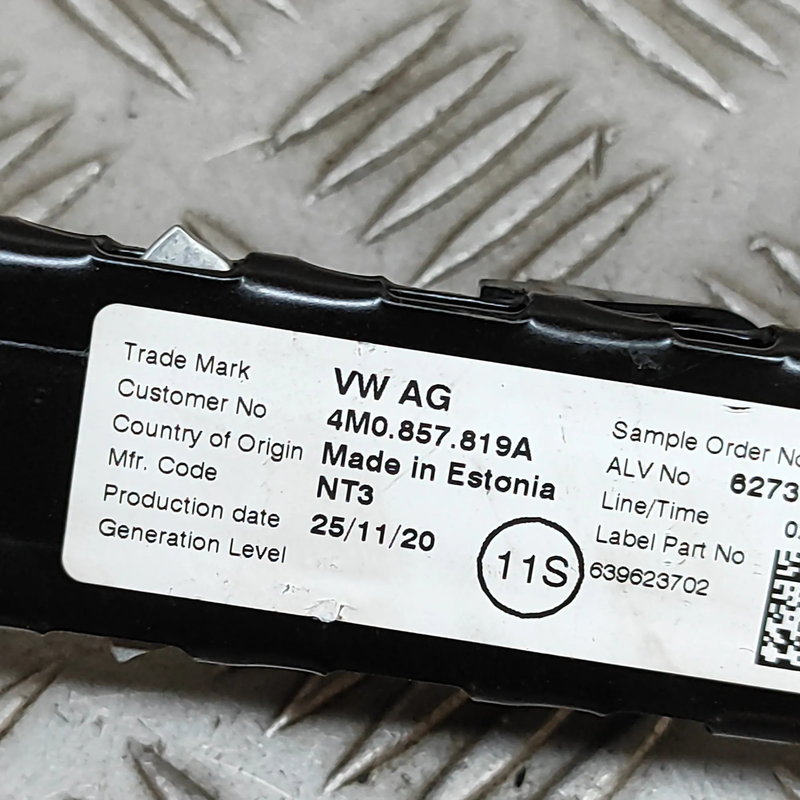 Trade Mark VW AG
Customer No 4M0.857.819A
Country of Origin Made in Estonia
Mfr. Code NT3
Production date 25/11/20
Generation Level
11S
Sample Order No
ALV No 6273
Line/Time
Label Part No
639623702